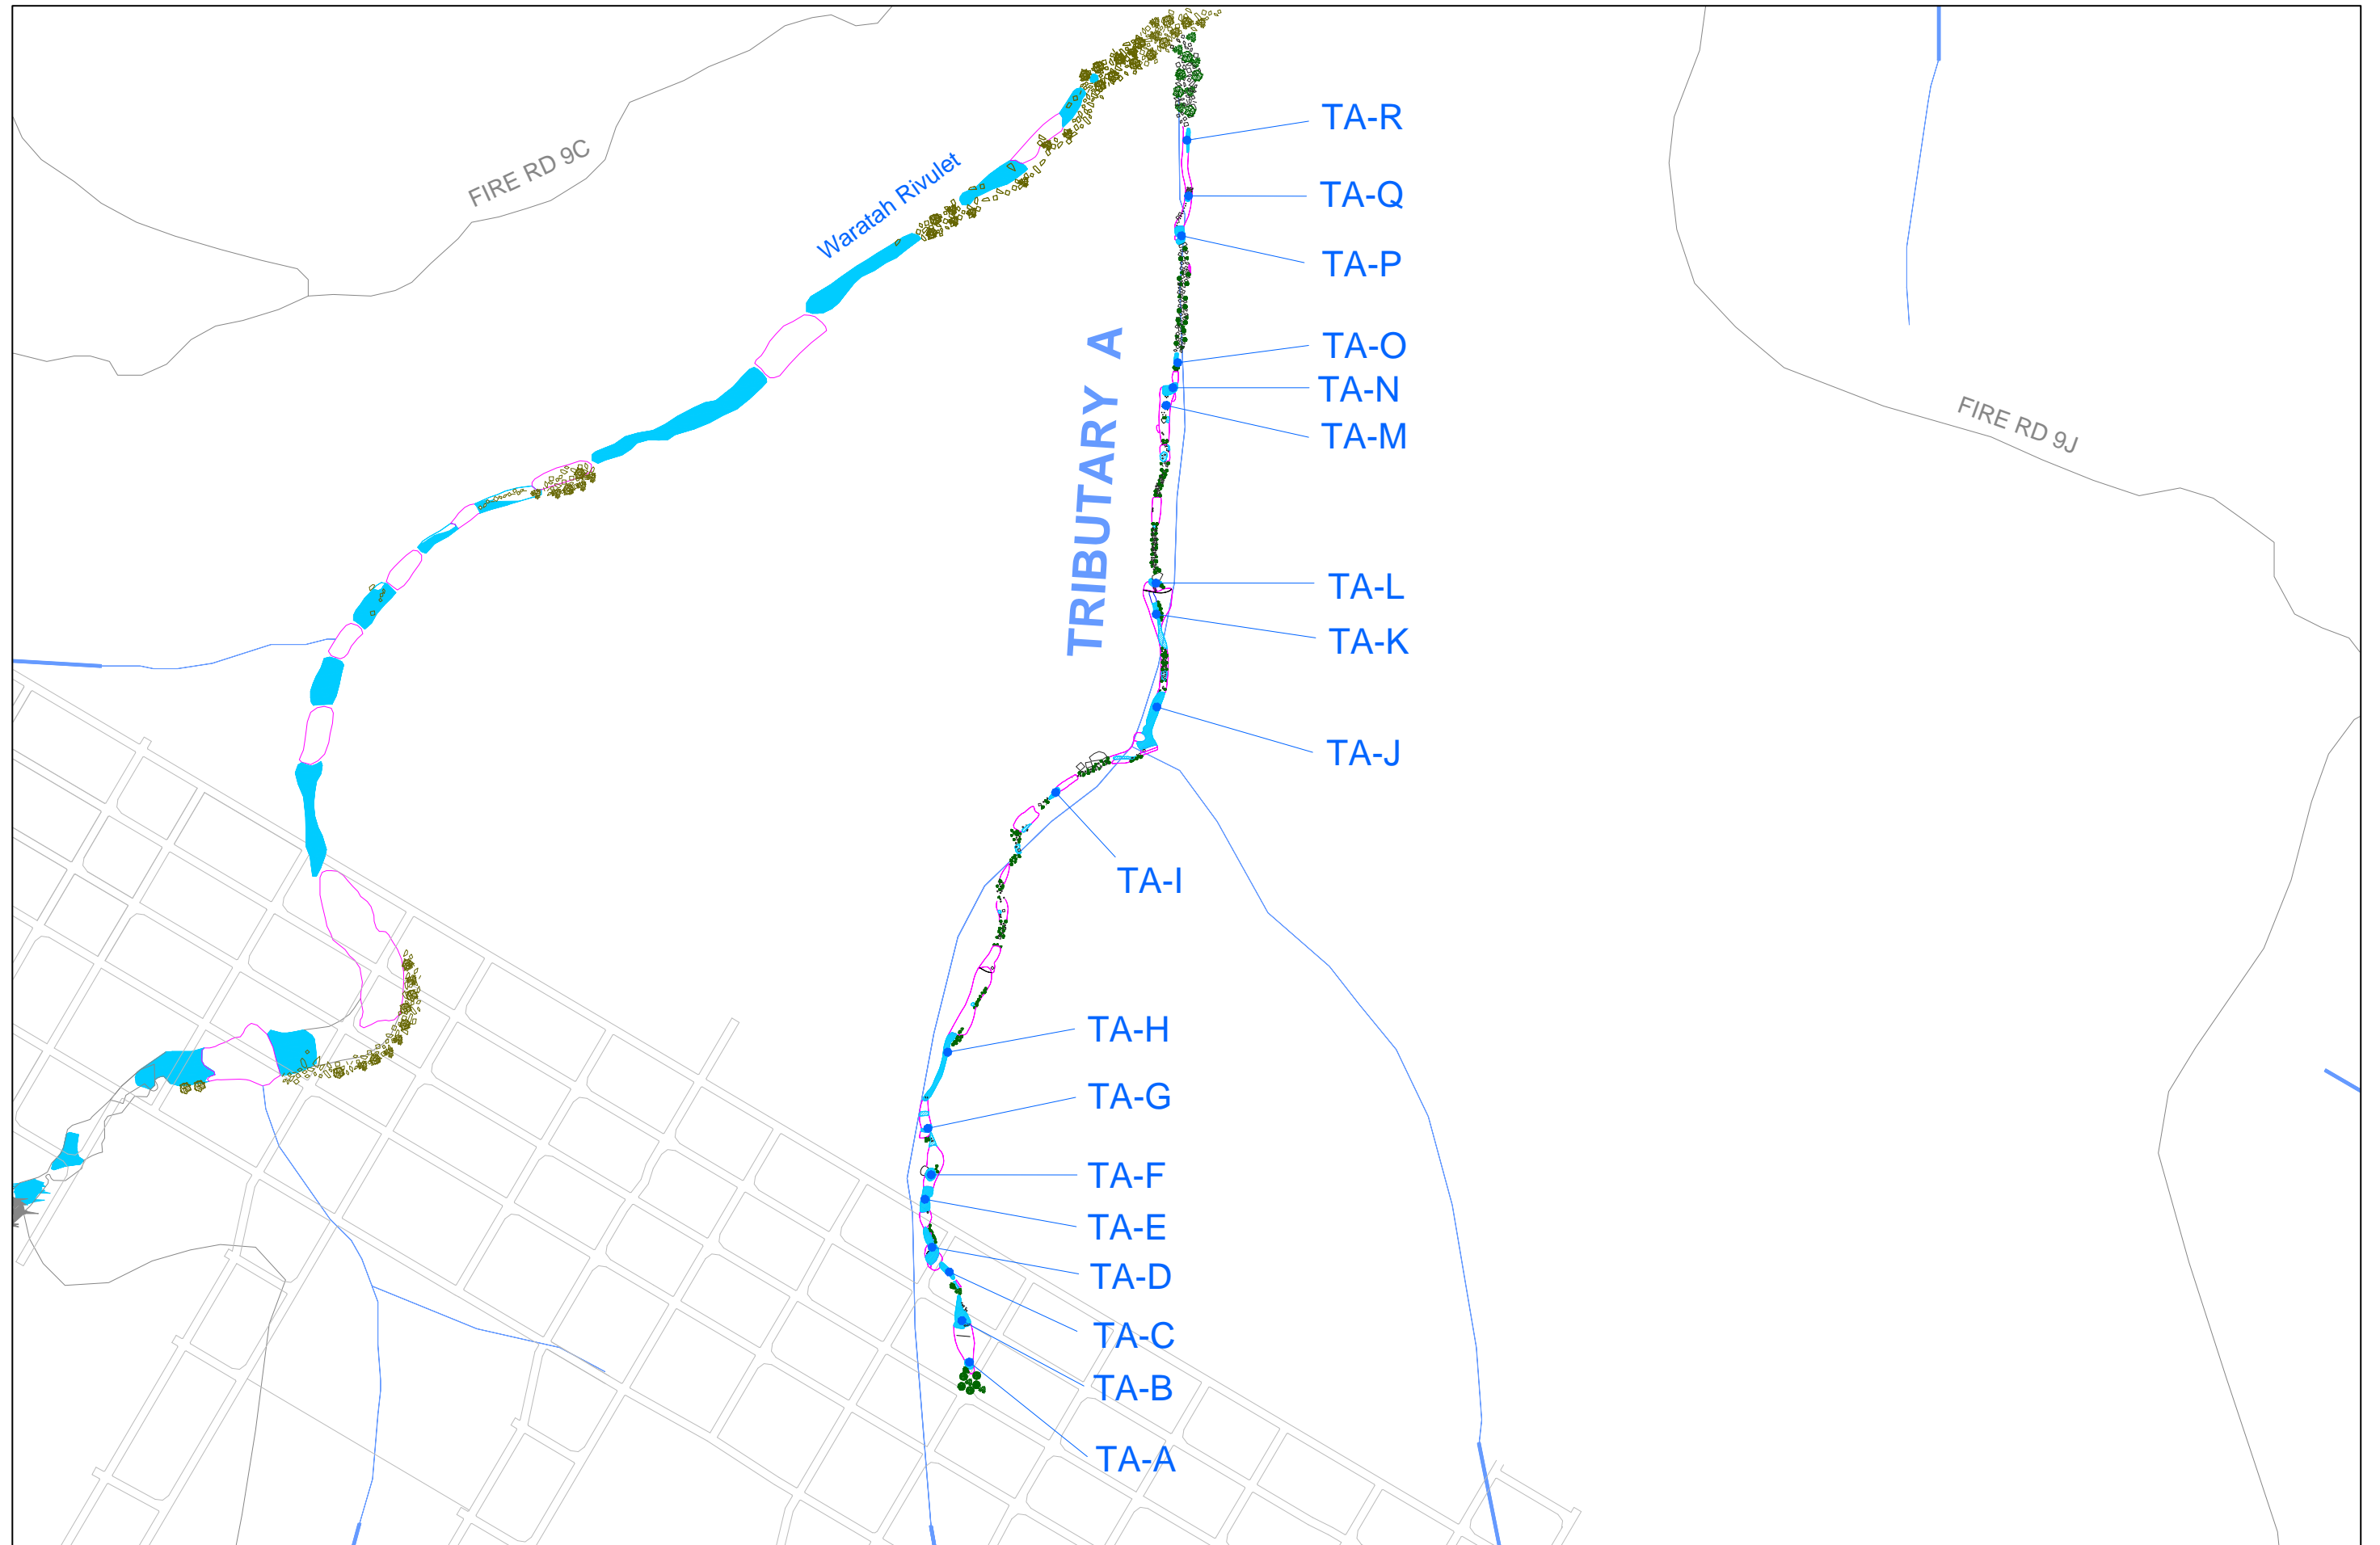 TA-R
FIRE RD 9C
Waratah Rivulet
TA-Q
TA-P
TRIBUTARY A
TA-O
TA-N
TA-M
FIRE RD 9J
TA-L
TA-K
TA-J
TA-I
TA-H
TA-G
TA-F
TA-E
TA-D
TA-C
TA-B
TA-A